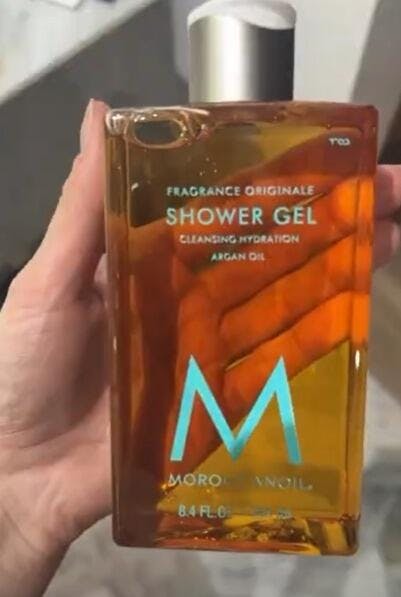 FRAGRANCE ORIGINALE
SHOWER GEL
CLEANSING HYDRATION
ARGAN OIL
M
MOROCCANOIL
8.4 FL.O